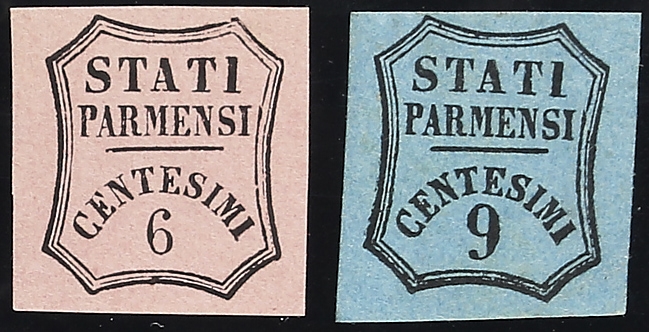 STATI
PARMENSI
CENTESIMI
6
STATI
PARMENSI
CENTESIMI
9